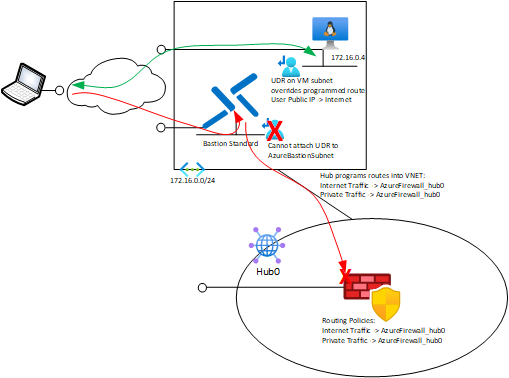 172.16.0.4
UDR on VM subnet
overrides programmed route
User Public IP -> Internet
Bastion Standard
Cannot attach UDR to
AzureBastionSubnet
172.16.0.0/24
Hub programs routes into VNET:
Internet Traffic -> AzureFirewall_hub0
Private Traffic -> AzureFirewall_hub0
Hub0
Routing Policies:
Internet Traffic -> AzureFirewall_hub0
Private Traffic -> AzureFirewall_hub0